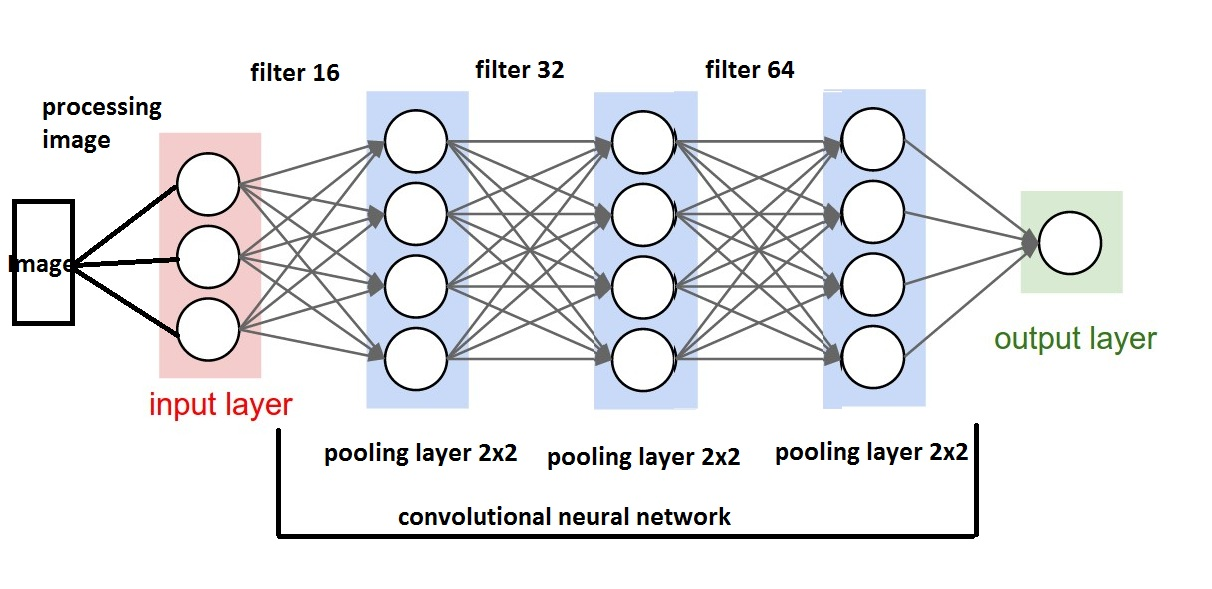 filter 16
filter 32
filter 64
processing
image
Image
input layer
output layer
pooling layer 2x2
pooling layer 2x2
pooling layer 2x2
convolutional neural network